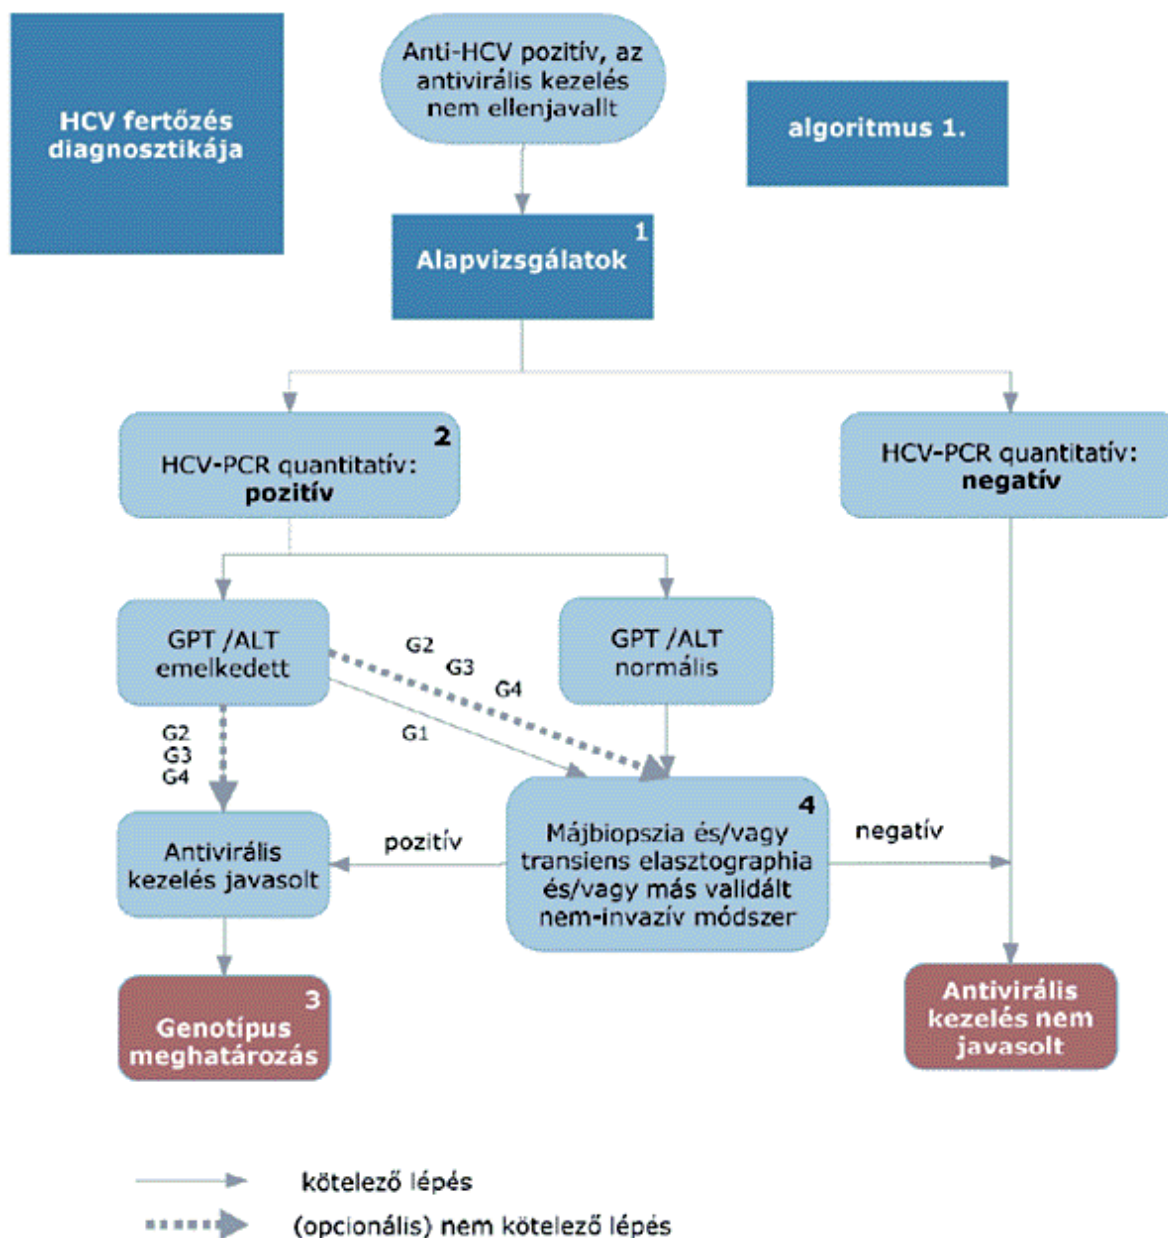 HCV fertőzés
diagnosztikája
Anti-HCV pozitív, az
antivirális kezelés
nem ellenjavallt
algoritmus 1.
1
Alapvizsgálatok
2
HCV-PCR quantitatív:
pozitív
HCV-PCR quantitatív:
negatív
GPT /ALT
emelkedett
GPT /ALT
normális
G2
G3
G4
G1
G2
G3
G4
Antivirális
kezelés javasolt
pozitív
4
Májbiopszia és/vagy
transiens elasztographia
és/vagy más validált
nem-invazív módszer
negatív
3
Genotípus
meghatározás
Antivirális
kezelés nem
javasolt
kötelező lépés
(opcionális) nem kötelező lépés